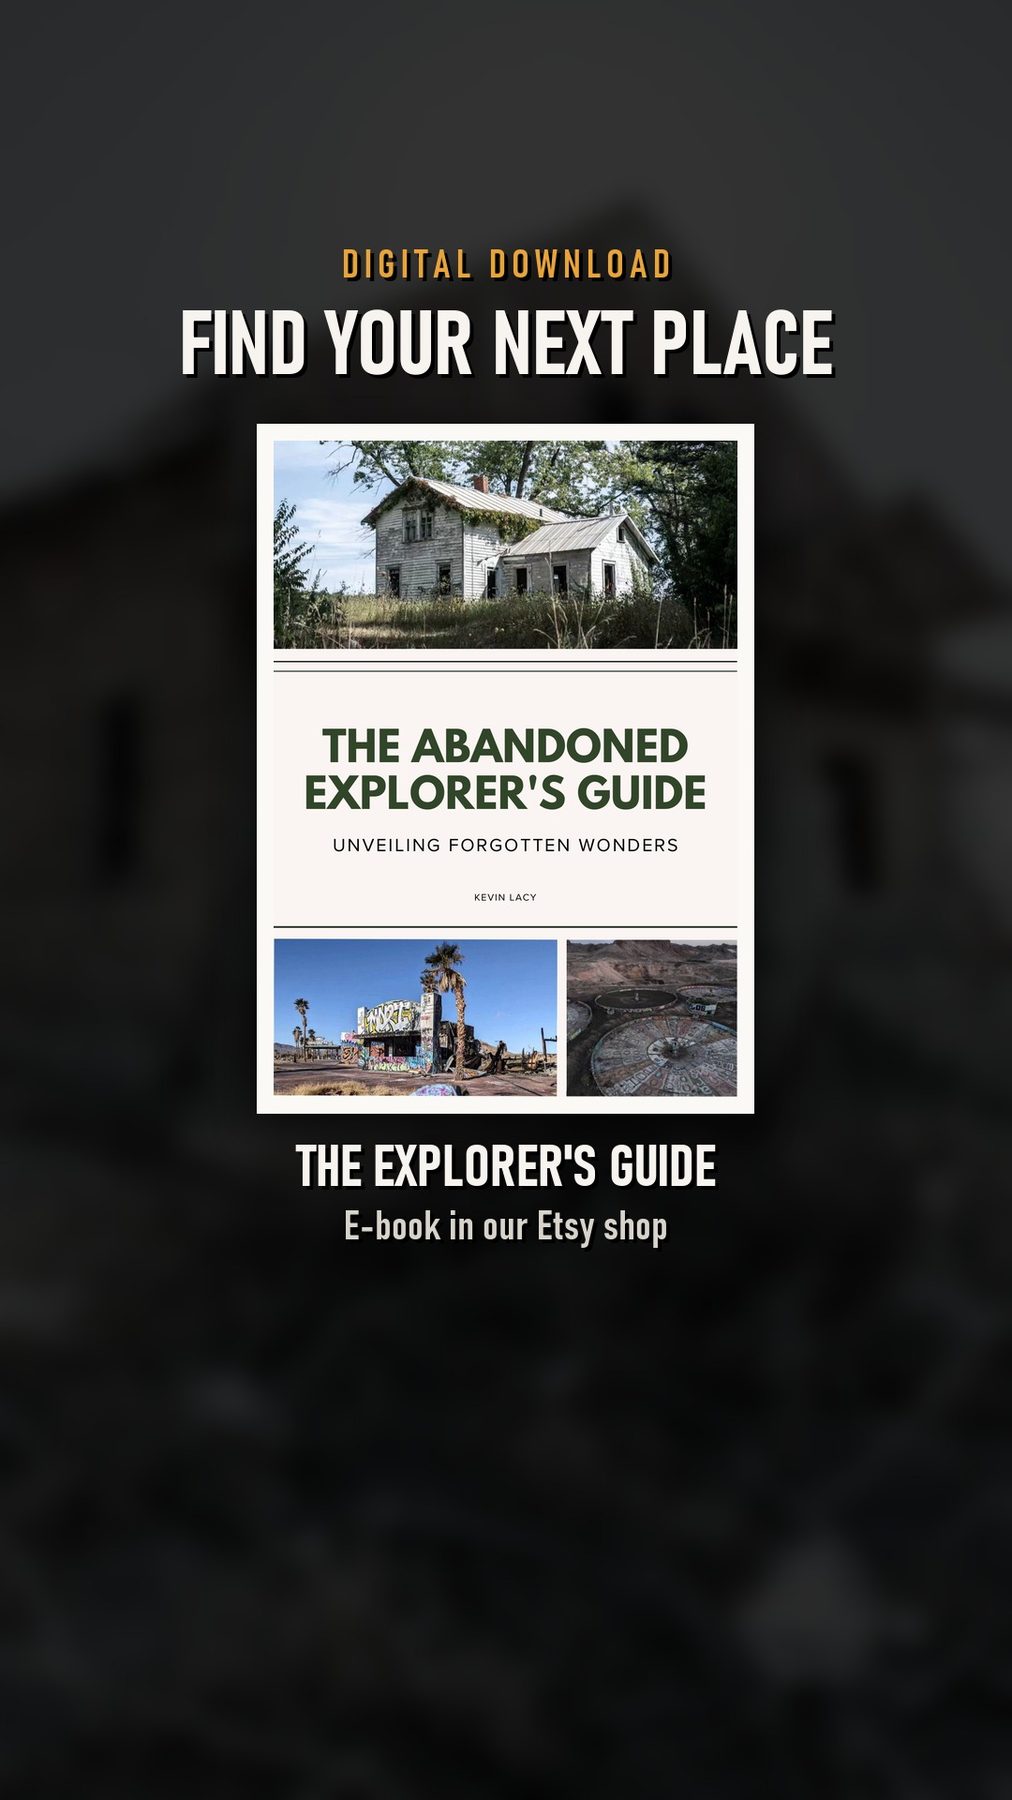 DIGITAL DOWNLOAD
FIND YOUR NEXT PLACE
THE ABANDONED
EXPLORER'S GUIDE
UNVEILING FORGOTTEN WONDERS
KEVIN LACY
THE EXPLORER'S GUIDE
E-book in our Etsy shop